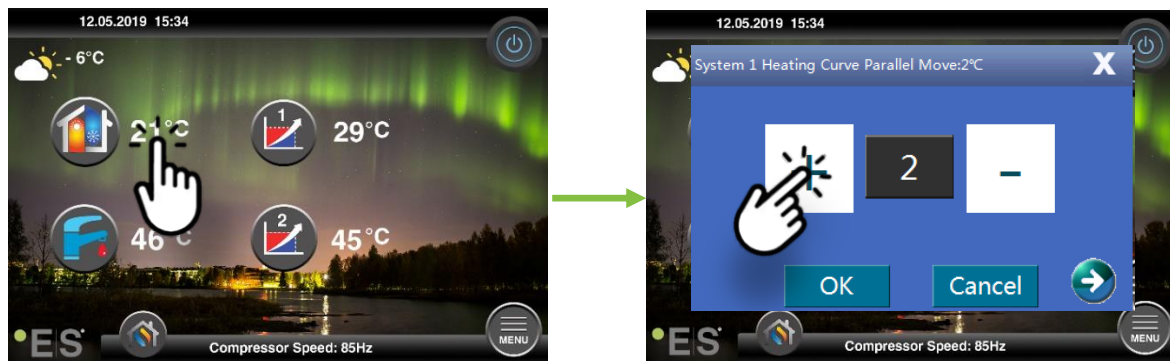 12.05.2019 15:34
- 6°C
21°C
1
29°C
46°C
2
45°C
•ES
Compressor Speed: 85Hz
MENU
12.05.2019 15:34
System 1 Heating Curve Parallel Move:2℃
X
+ 2 -
OK Cancel
•ES
Compressor Speed: 85Hz
MENU